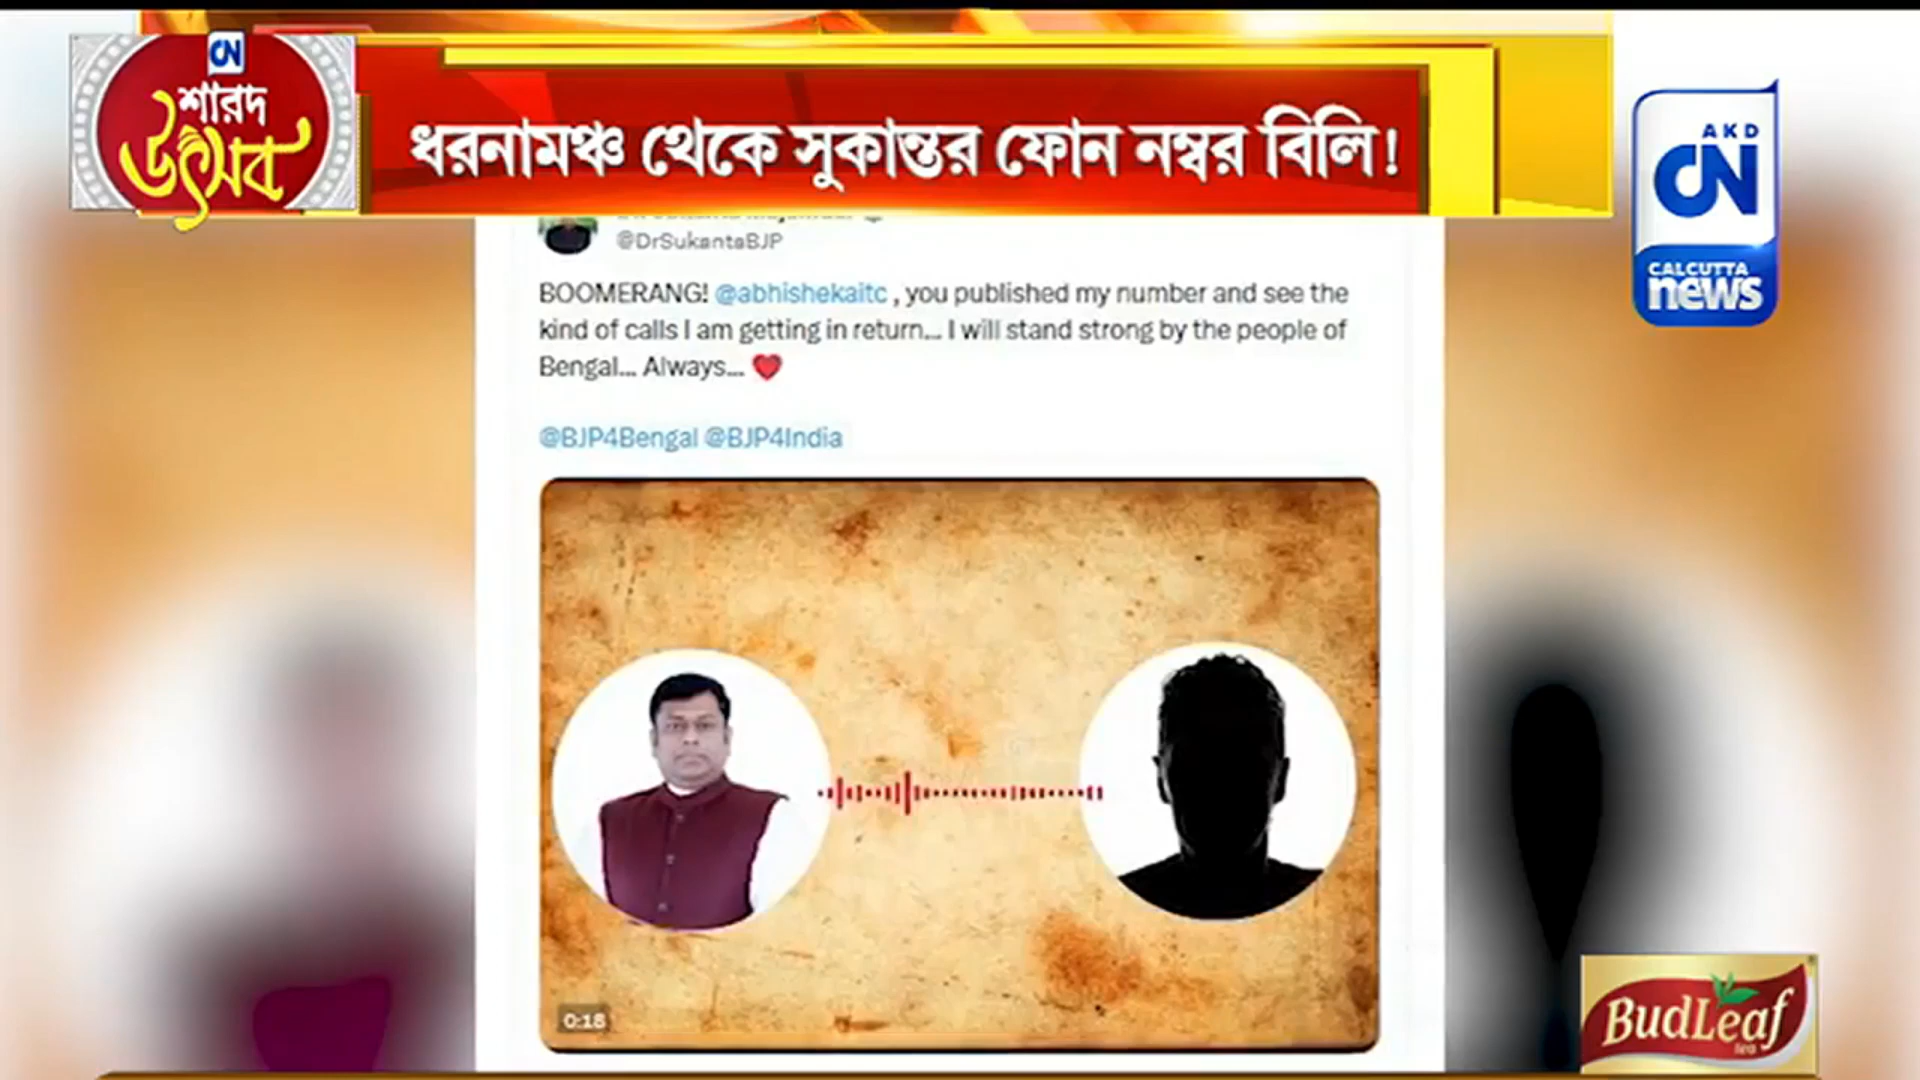 CN
শারদ
উৎসব
ধরনামঞ্চ থেকে সুকান্তর ফোন নম্বর বিলি!
AKD
CN
CALCUTTA
news
@DrSukantaBJP
BOOMERANG! @abhishekaitc , you published my number and see the
kind of calls I am getting in return... I will stand strong by the people of
Bengal... Always... ❤️
@BJP4Bengal @BJP4India
0:18
BudLeaf
tea